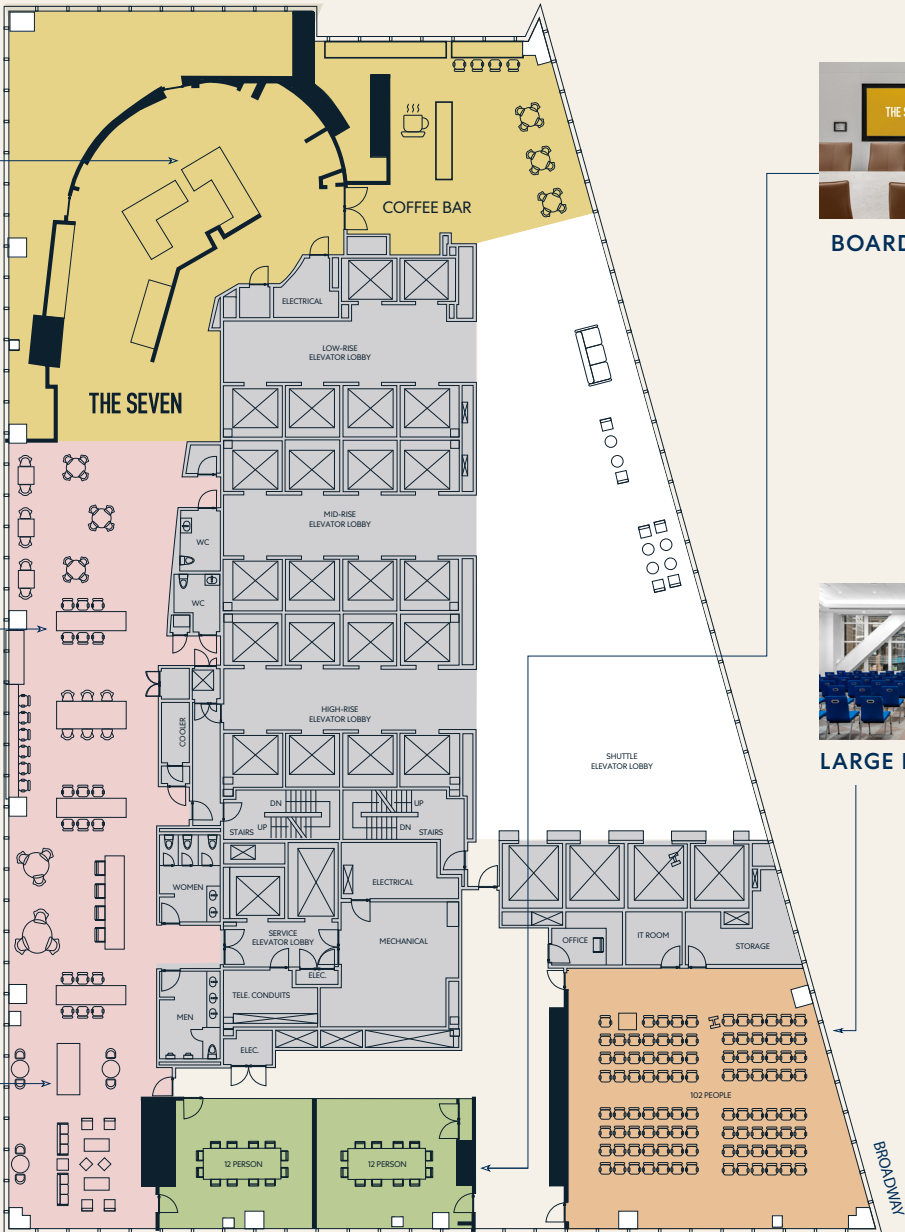 THE S
COFFEE BAR
BOARD
ELECTRICAL
LOW-RISE
ELEVATOR LOBBY
THE SEVEN
MID-RISE
ELEVATOR LOBBY
WC
WC
HIGH-RISE
ELEVATOR LOBBY
COOLER
SHUTTLE
ELEVATOR LOBBY
LARGE
DN
UP
STAIRS
UP
DN
STAIRS
ELECTRICAL
WOMEN
SERVICE
ELEVATOR LOBBY
MECHANICAL
OFFICE
IT ROOM
STORAGE
ELEC.
TELE. CONDUITS
MEN
ELEC.
102 PEOPLE
12 PERSON
12 PERSON
BROADWAY